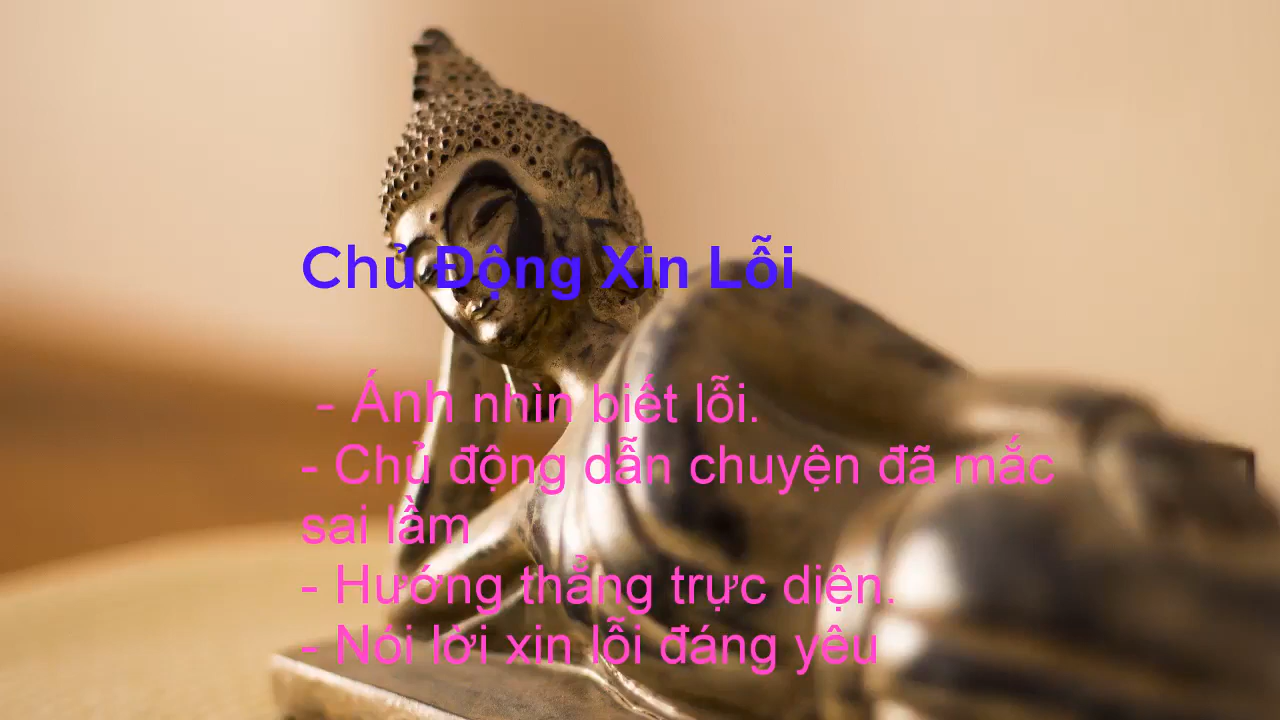 Chủ Động Xin Lỗi
- Ánh nhìn biết lỗi.
- Chủ động dẫn chuyện đã mắc
sai lầm
- Hướng thẳng trực diện.
- Nói lời xin lỗi đáng yêu